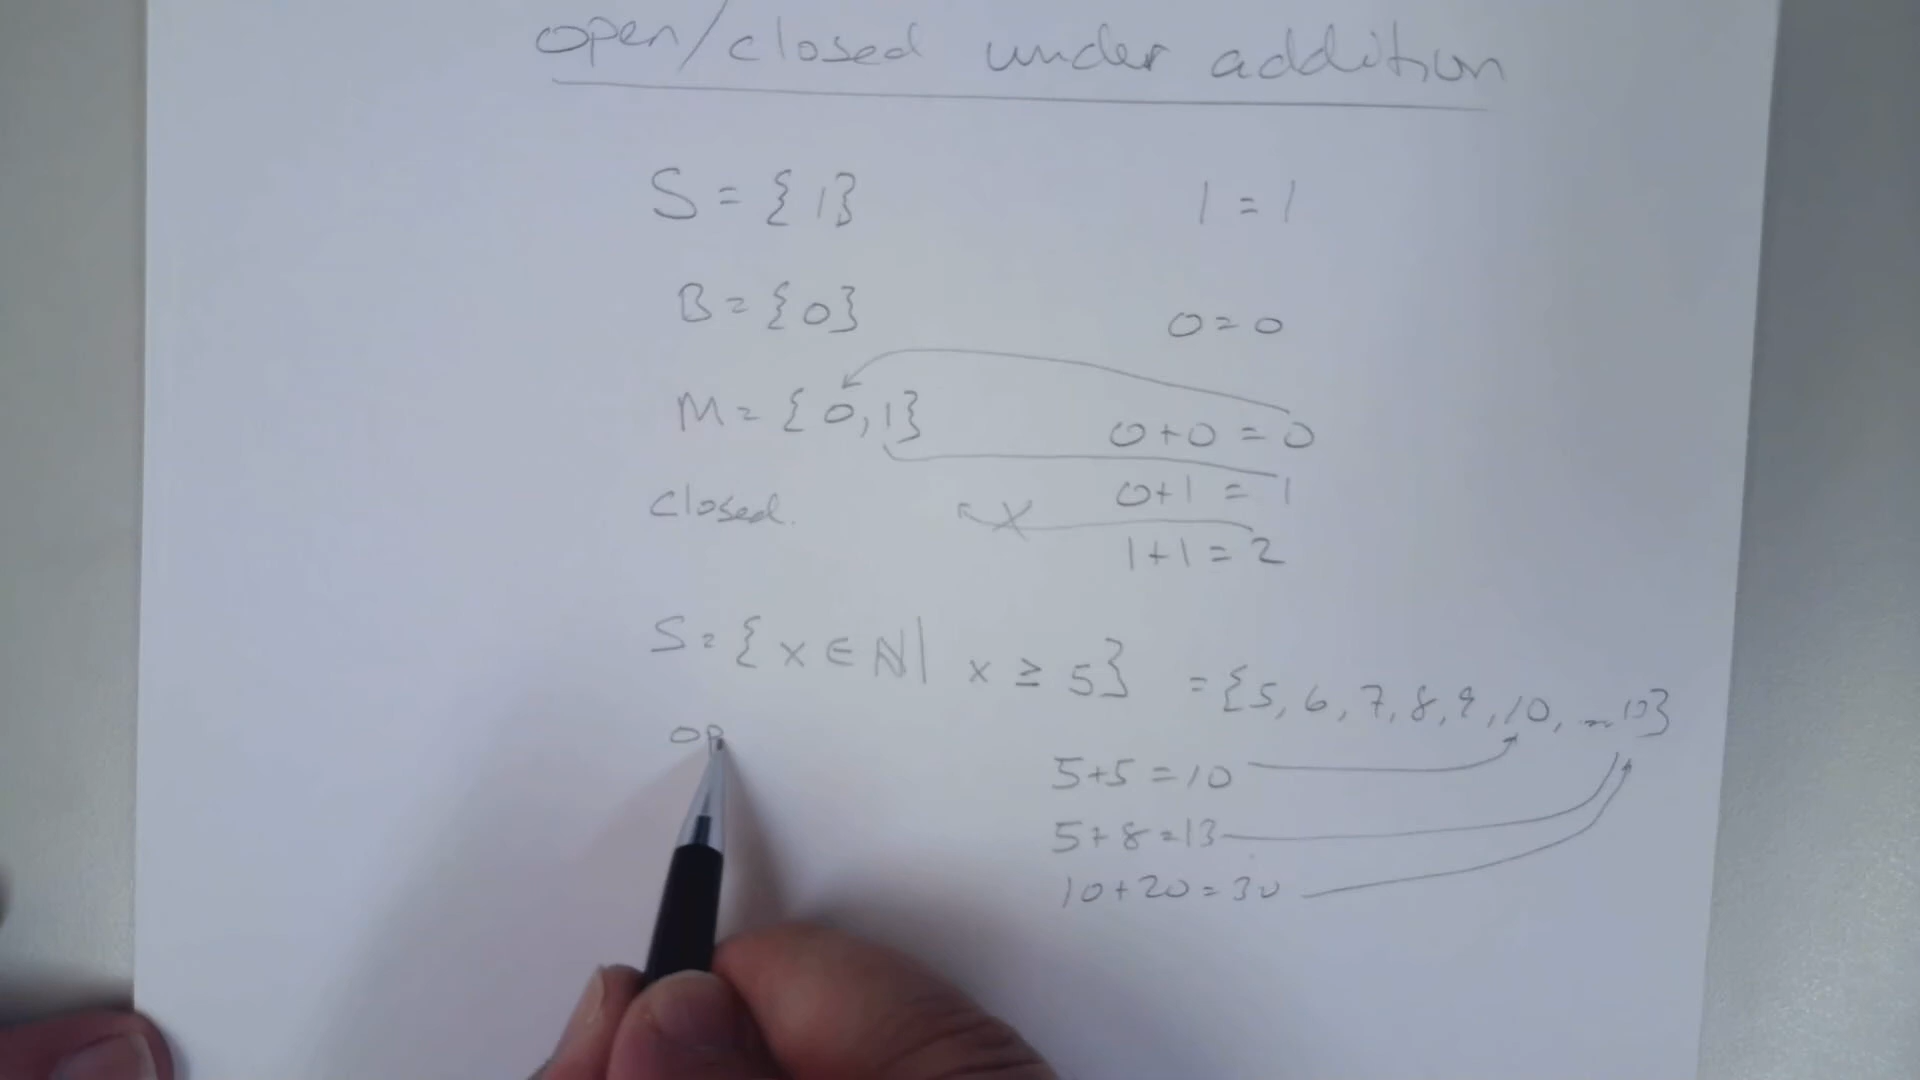 open/closed under addition
S = {1} 1 = 1
B = {0} 0 = 0
M = {0,1} 0+0 = 0
0+1 = 1
closed.
1+1 = 2
S = {x ∈ ℕ| x ≥ 5} = {5, 6, 7, 8, 9, 10, }
op
5+5 = 10
5+8=13
10+20=30